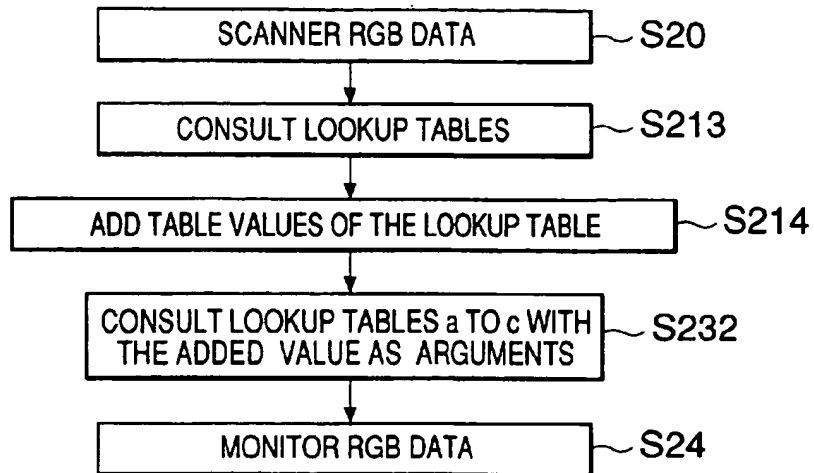 SCANNER RGB DATA S20
CONSULT LOOKUP TABLES S213
ADD TABLE VALUES OF THE LOOKUP TABLE S214
CONSULT LOOKUP TABLES a TO c WITH
THE ADDED VALUE AS ARGUMENTS S232
MONITOR RGB DATA S24